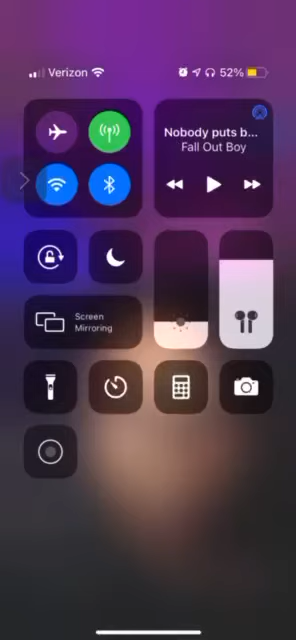 Verizon 52%
Nobody puts b...
Fall Out Boy
Screen
Mirroring